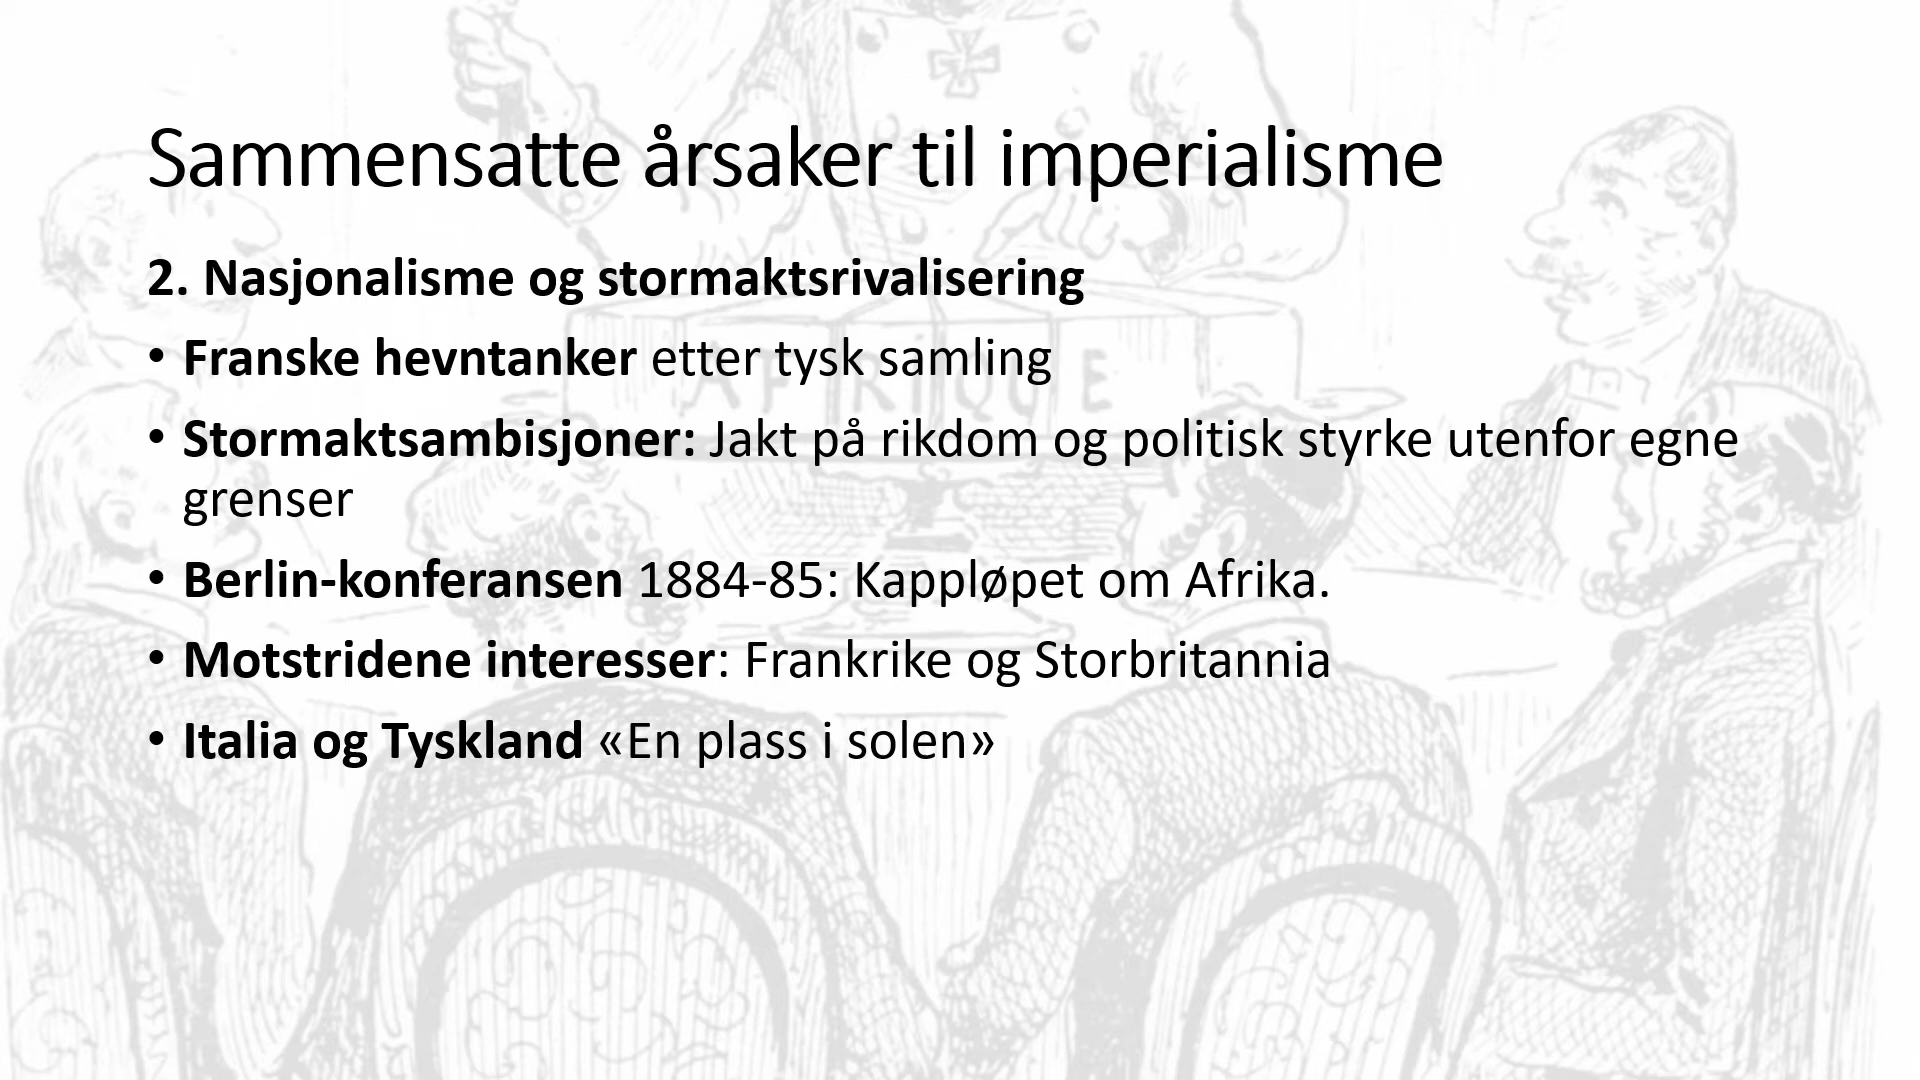 Sammensatte årsaker til imperialisme
2. Nasjonalisme og stormaktsrivalisering
• Franske hevntanker etter tysk samling
• Stormaktsambisjoner: Jakt på rikdom og politisk styrke utenfor egne
grenser
• Berlin-konferansen 1884-85: Kappløpet om Afrika.
• Motstridene interesser: Frankrike og Storbritannia
• Italia og Tyskland «En plass i solen»
AFRIQUE